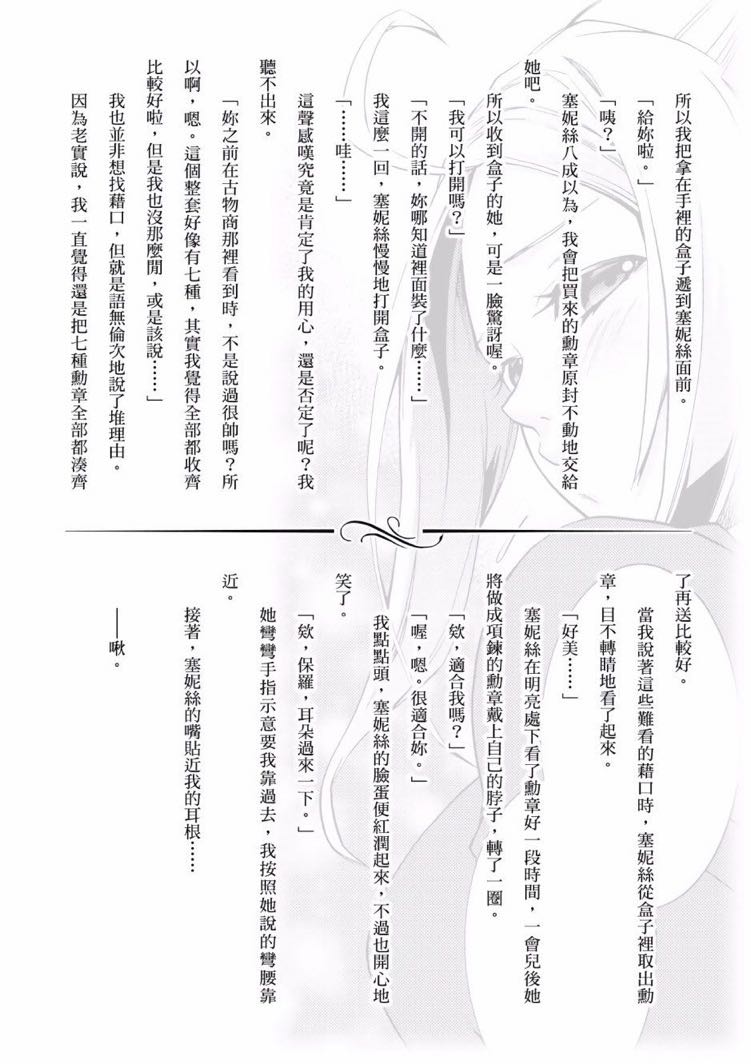 所以我把拿在手裡的盒子遞到塞妮絲面前。
「給妳啦。」
「咦？」
塞妮絲八成以為，我會把買來的勳章原封不動地交給
她吧。
所以收到盒子的她，可是一臉驚訝喔。
「我可以打開嗎？」
「不開的話，妳哪知道裡面裝了什麼……」
我這麼一回，塞妮絲慢慢地打開盒子。
「……哇……」
這聲感嘆究竟是肯定了我的用心，還是否定了呢？我
聽不出來。
「妳之前在古物商那裡看到時，不是說過很帥嗎？所
以啊，嗯。這個整套好像有七種，其實我覺得全部都收齊
比較好啦，但是我也沒那麼閒，或是該說……」
我也並非想找藉口，但就是語無倫次地說了堆理由。
因為老實說，我一直覺得還是把七種勳章全部都湊齊
了再送比較好。
當我說著這些難看的藉口時，塞妮絲從盒子裡取出勳
章，目不轉睛地看了起來。
「好美……」
塞妮絲在明亮處下看了勳章好一段時間，一會兒後她
將做成項鍊的勳章戴上自己的脖子，轉了一圈。
「欸，適合我嗎？」
「喔，嗯。很適合妳。」
我點點頭，塞妮絲的臉蛋便紅潤起來，不過也開心地
笑了。
「欸，保羅，耳朵過來一下。」
她彎彎手指示意要我靠過去，我按照她說的彎腰靠
近。
接著，塞妮絲的嘴貼近我的耳根……
——啾。